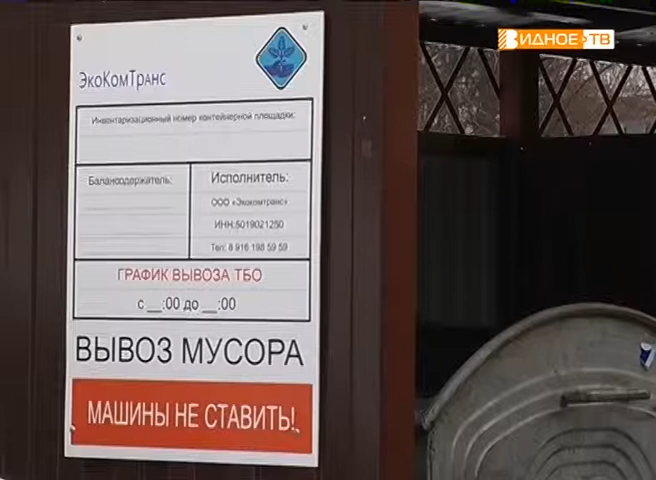 ВИДНОЕ ТВ
ЭкоКомТранс
Инвентаризационный номер контейнерной площадки:
Балансодержатель:
Исполнитель:
ООО «Экокомтранс»
ИНН:5019021250
Тел: 8 916 198 59 59
ГРАФИК ВЫВОЗА ТБО
с __:00 до __:00
ВЫВОЗ МУСОРА
МАШИНЫ НЕ СТАВИТЬ!